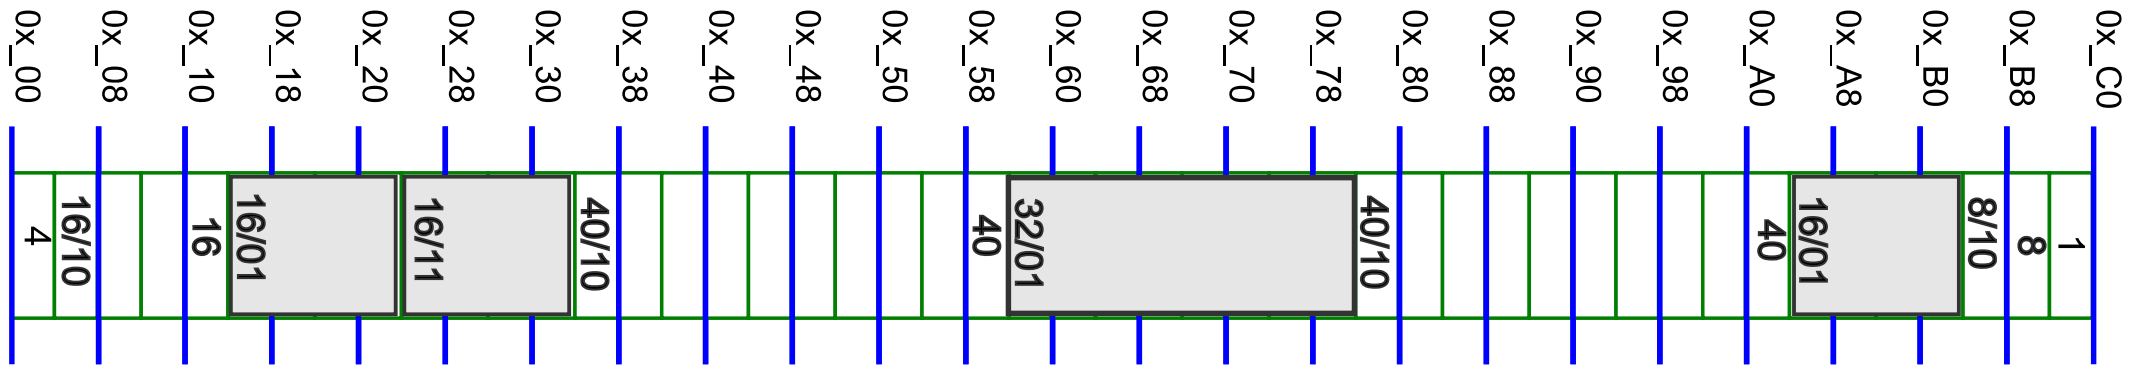 0x_00
0x_08
0x_10
0x_18
0x_20
0x_28
0x_30
0x_38
0x_40
0x_48
0x_50
0x_58
0x_60
0x_68
0x_70
0x_78
0x_80
0x_88
0x_90
0x_98
0x_A0
0x_A8
0x_B0
0x_B8
0x_C0
4
16/10
16
16/01
16/11
40/10
40
32/01
40/10
40
16/01
8/10
8
1